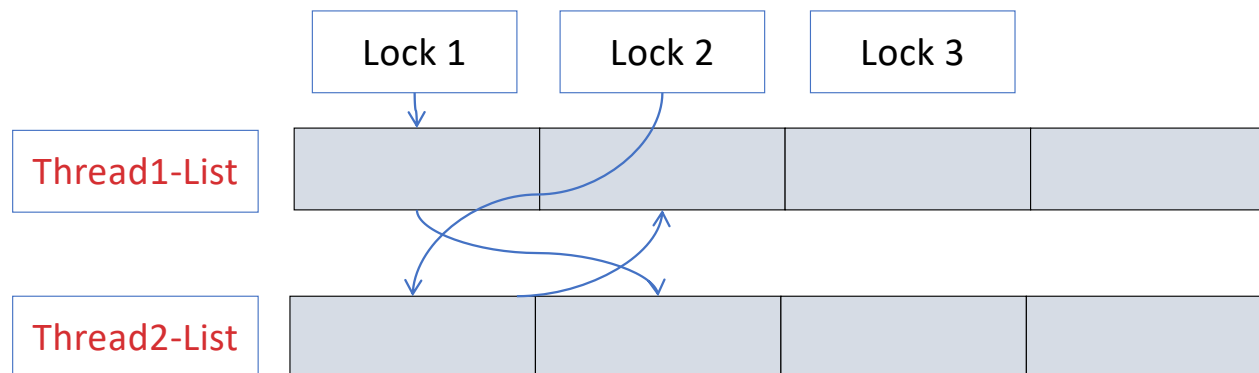 Lock 1
Lock 2
Lock 3
Thread1-List
Thread2-List